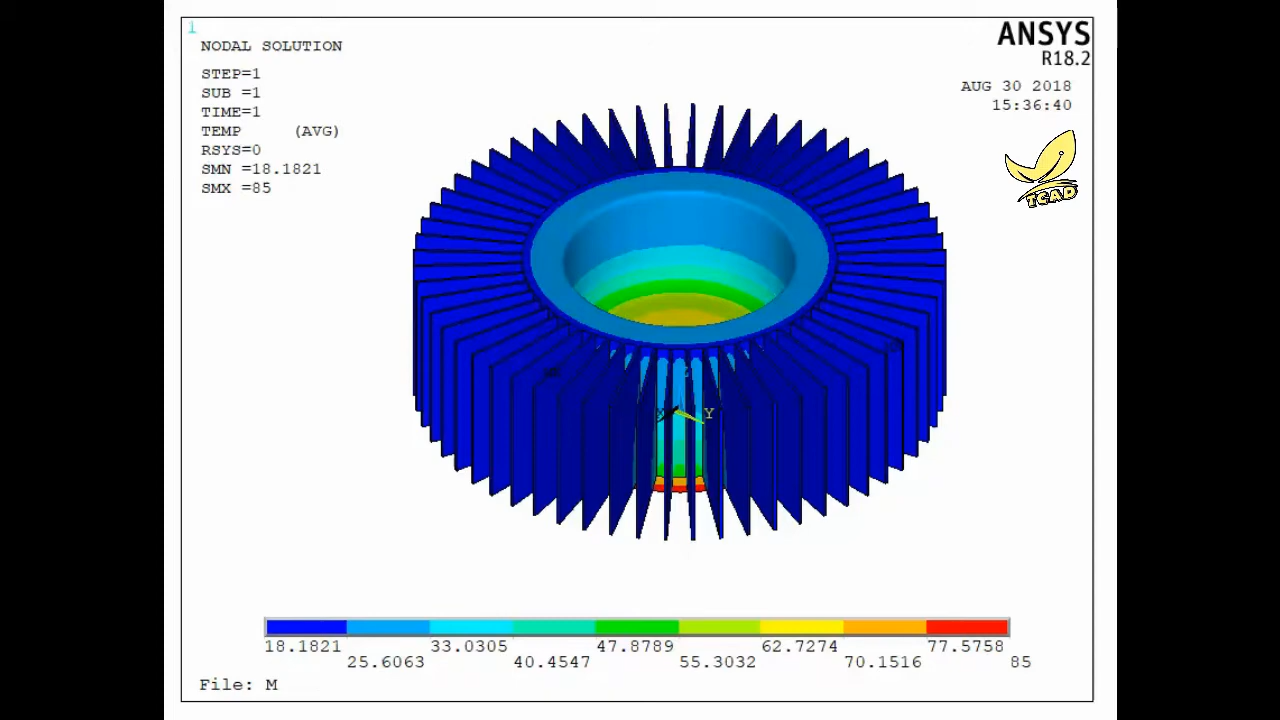 1
NODAL SOLUTION
STEP=1
SUB =1
TIME=1
TEMP (AVG)
RSYS=0
SMN =18.1821
SMX =85
ANSYS
R18.2
AUG 30 2018
15:36:40
TCAD
Y
18.1821 33.0305 47.8789 62.7274 77.5758
25.6063 40.4547 55.3032 70.1516 85
File: M